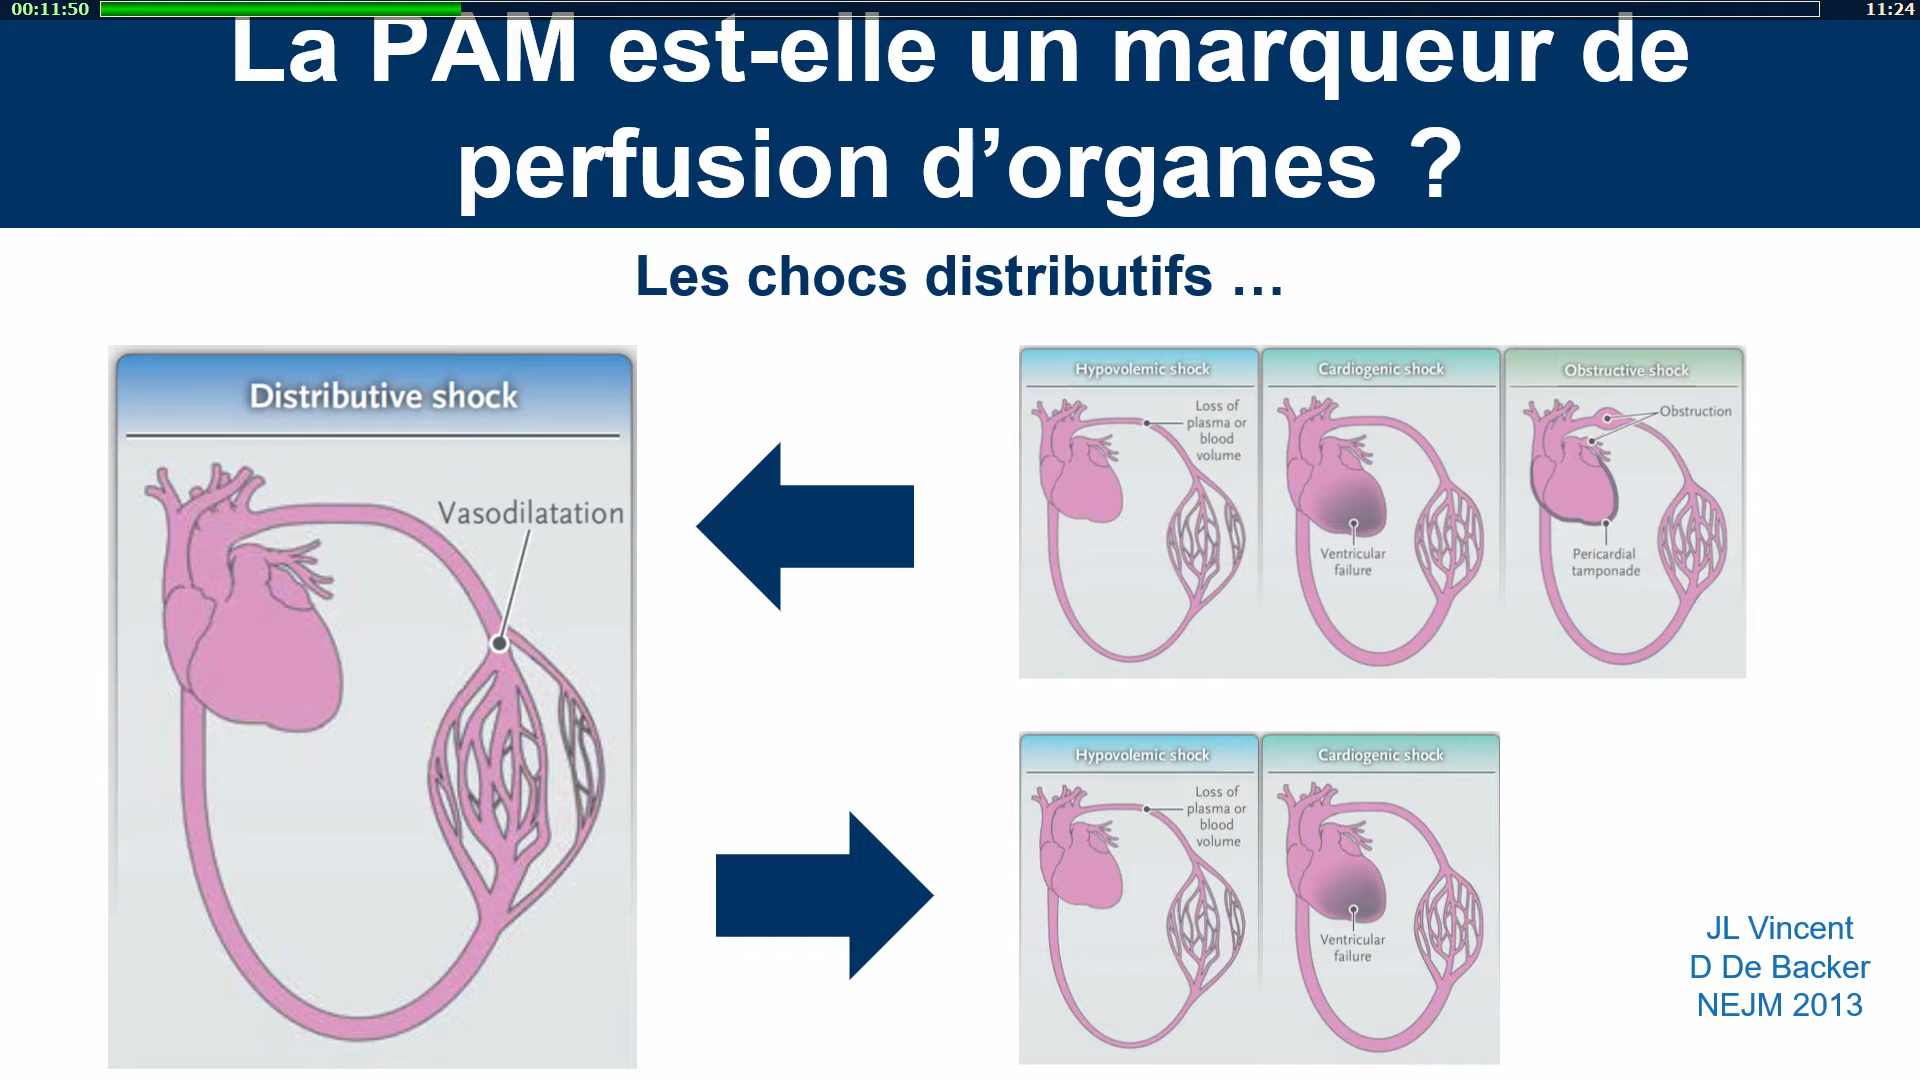 00:11:50
11:24
La PAM est-elle un marqueur de
perfusion d’organes ?
Les chocs distributifs …
Distributive shock
Vasodilatation
Hypovolemic shock
Loss of
plasma or
blood
volume
Cardiogenic shock
Ventricular
failure
Obstructive shock
Obstruction
Pericardial
tamponade
Hypovolemic shock
Loss of
plasma or
blood
volume
Cardiogenic shock
Ventricular
failure
JL Vincent
D De Backer
NEJM 2013